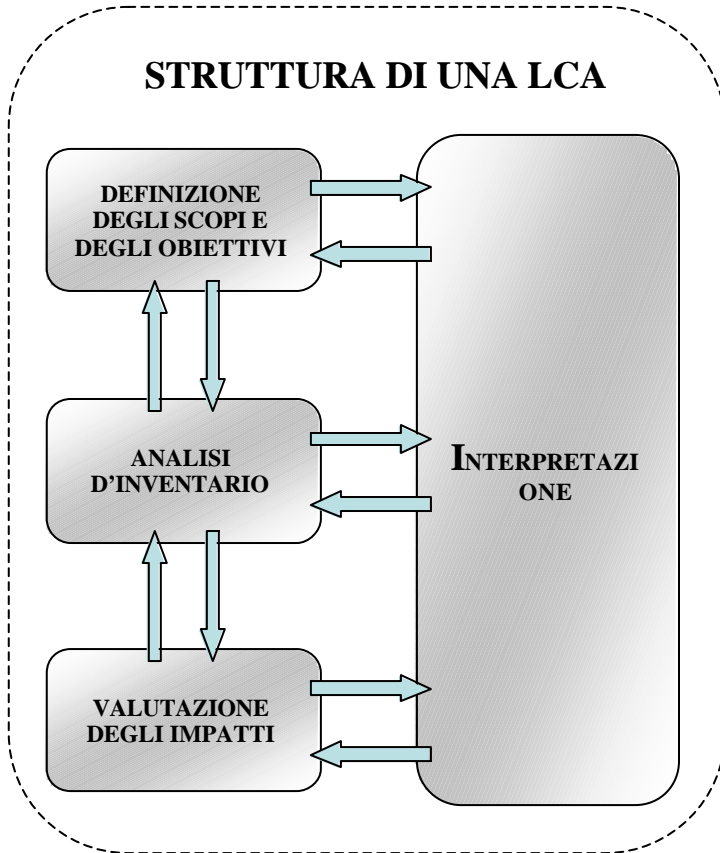 STRUTTURA DI UNA LCA
DEFINIZIONE
DEGLI SCOPI E
DEGLI OBIETTIVI
ANALISI
D'INVENTARIO
VALUTAZIONE
DEGLI IMPATTI
INTERPRETAZI
ONE